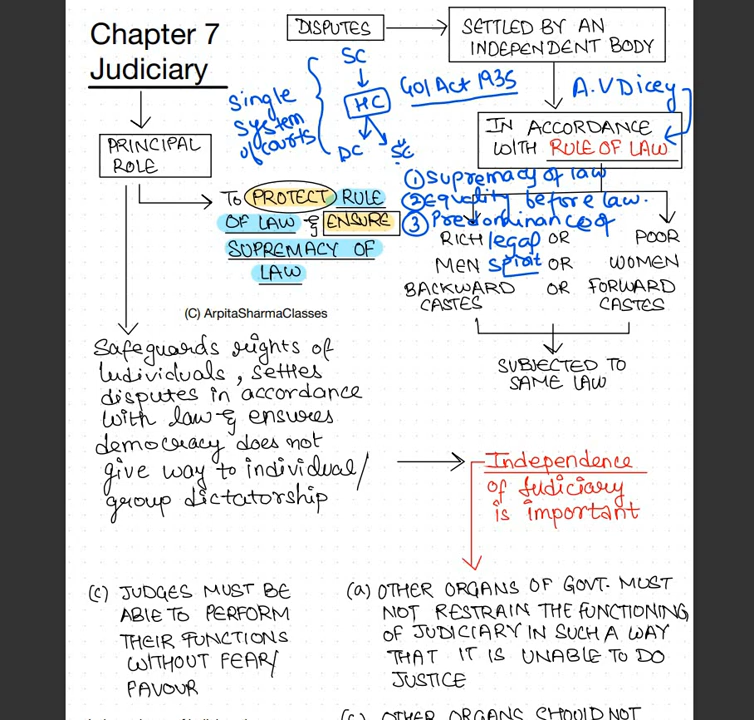 Chapter 7
Judiciary
DISPUTES
SETTLED BY AN
INDEPENDENT BODY
SC
HC
DC
SC
GOI Act 1935
Single
System
of courts
A.V Dicey
IN ACCORDANCE
WITH RULE OF LAW
① Supremacy of law
② Equality before law.
③ Predominance of
legal
spirit
PRINCIPAL
ROLE
TO PROTECT RULE
OF LAW & ENSURE
SUPREMACY OF
LAW
RICH OR POOR
MEN OR WOMEN
BACKWARD OR FORWARD
CASTES CASTES
SUBJECTED TO
SAME LAW
(C) ArpitaSharmaClasses
Safeguards rights of
Individuals, settles
disputes in accordance
with law & ensures
democracy does not
give way to individual/
group dictatorship
Independence
of Judiciary
is important
(c) JUDGES MUST BE
ABLE TO PERFORM
THEIR FUNCTIONS
WITHOUT FEAR/
FAVOUR
(a) OTHER ORGANS OF GOVT. MUST
NOT RESTRAIN THE FUNCTIONING
OF JUDICIARY IN SUCH A WAY
THAT IT IS UNABLE TO DO
JUSTICE
OTHER ORGANS SHOULD NOT